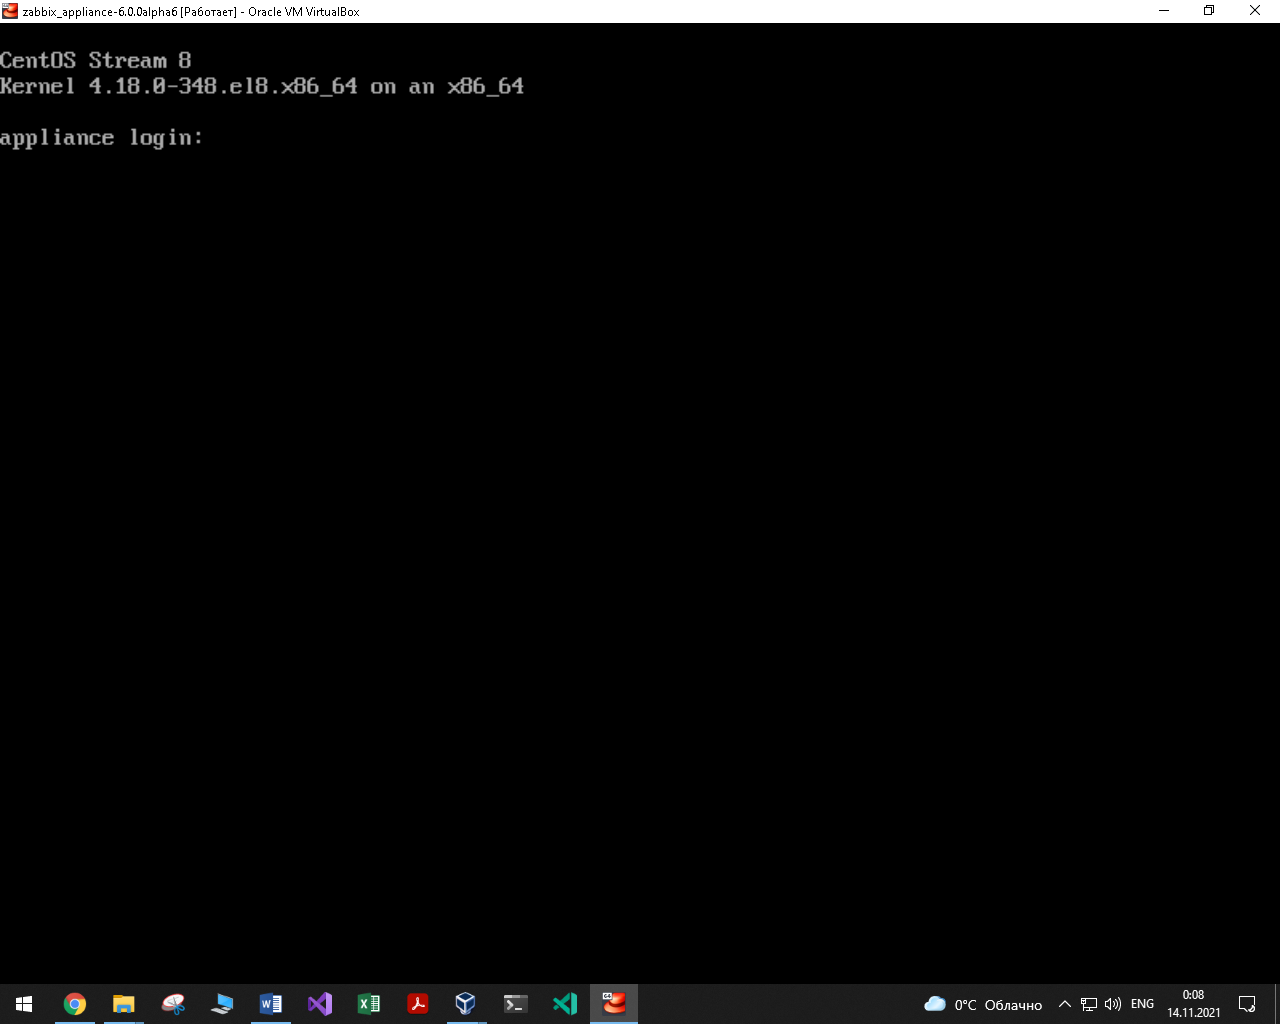 zabbix_appliance-6.0.0alpha6 [Работает] - Oracle VM VirtualBox
CentOS Stream 8
Kernel 4.18.0-348.el8.x86_64 on an x86_64
appliance login:
0°C Облачно
ENG
0:08
14.11.2021